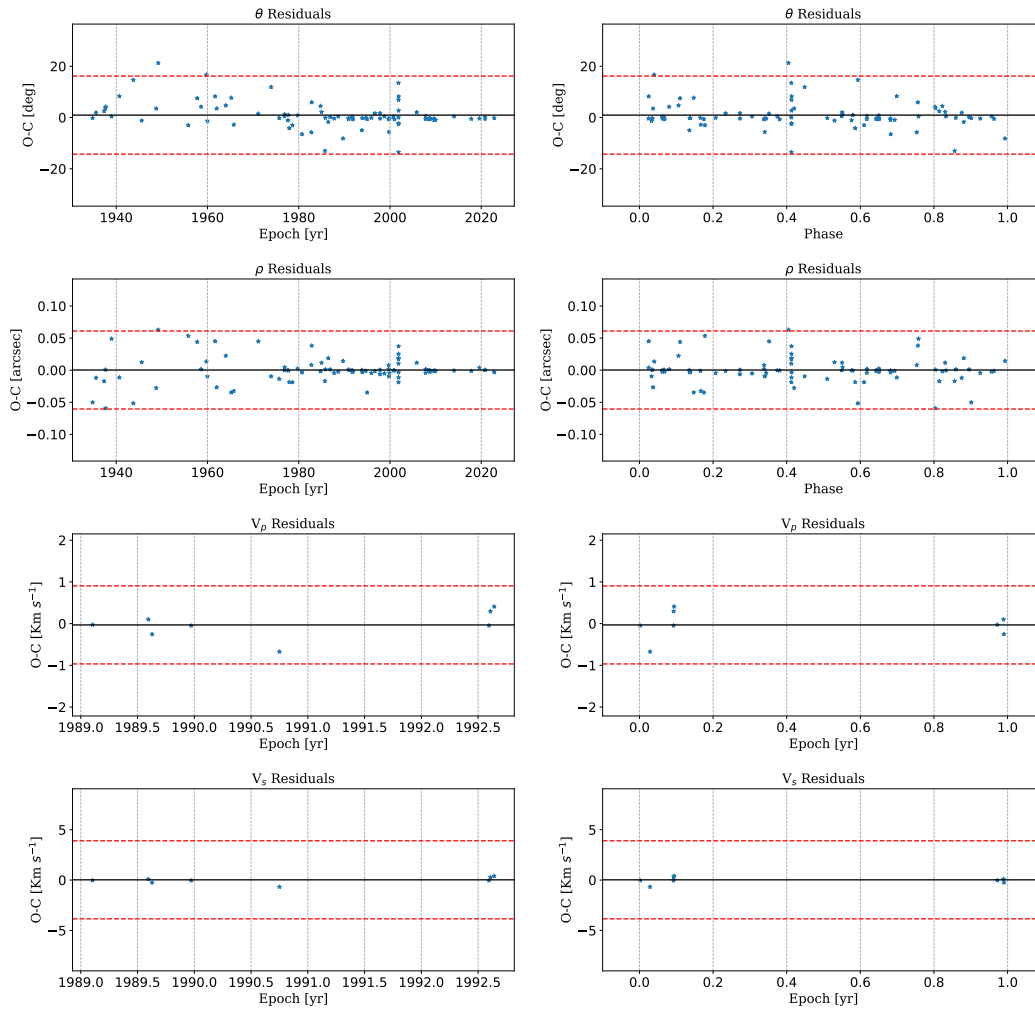 θ Residuals
θ Residuals
20
0
−20
O-C [deg]
1940 1960 1980 2000 2020
Epoch [yr]
20
0
−20
O-C [deg]
0.0 0.2 0.4 0.6 0.8 1.0
Phase
ρ Residuals
ρ Residuals
0.10
0.05
0.00
−0.05
−0.10
O-C [arcsec]
1940 1960 1980 2000 2020
Epoch [yr]
0.10
0.05
0.00
−0.05
−0.10
O-C [arcsec]
0.0 0.2 0.4 0.6 0.8 1.0
Phase
Vₚ Residuals
Vₚ Residuals
2
1
0
−1
−2
O-C [Km s⁻¹]
1989.0 1989.5 1990.0 1990.5 1991.0 1991.5 1992.0 1992.5
Epoch [yr]
2
1
0
−1
−2
O-C [Km s⁻¹]
0.0 0.2 0.4 0.6 0.8 1.0
Epoch [yr]
Vₛ Residuals
Vₛ Residuals
5
0
−5
O-C [Km s⁻¹]
1989.0 1989.5 1990.0 1990.5 1991.0 1991.5 1992.0 1992.5
Epoch [yr]
5
0
−5
O-C [Km s⁻¹]
0.0 0.2 0.4 0.6 0.8 1.0
Epoch [yr]